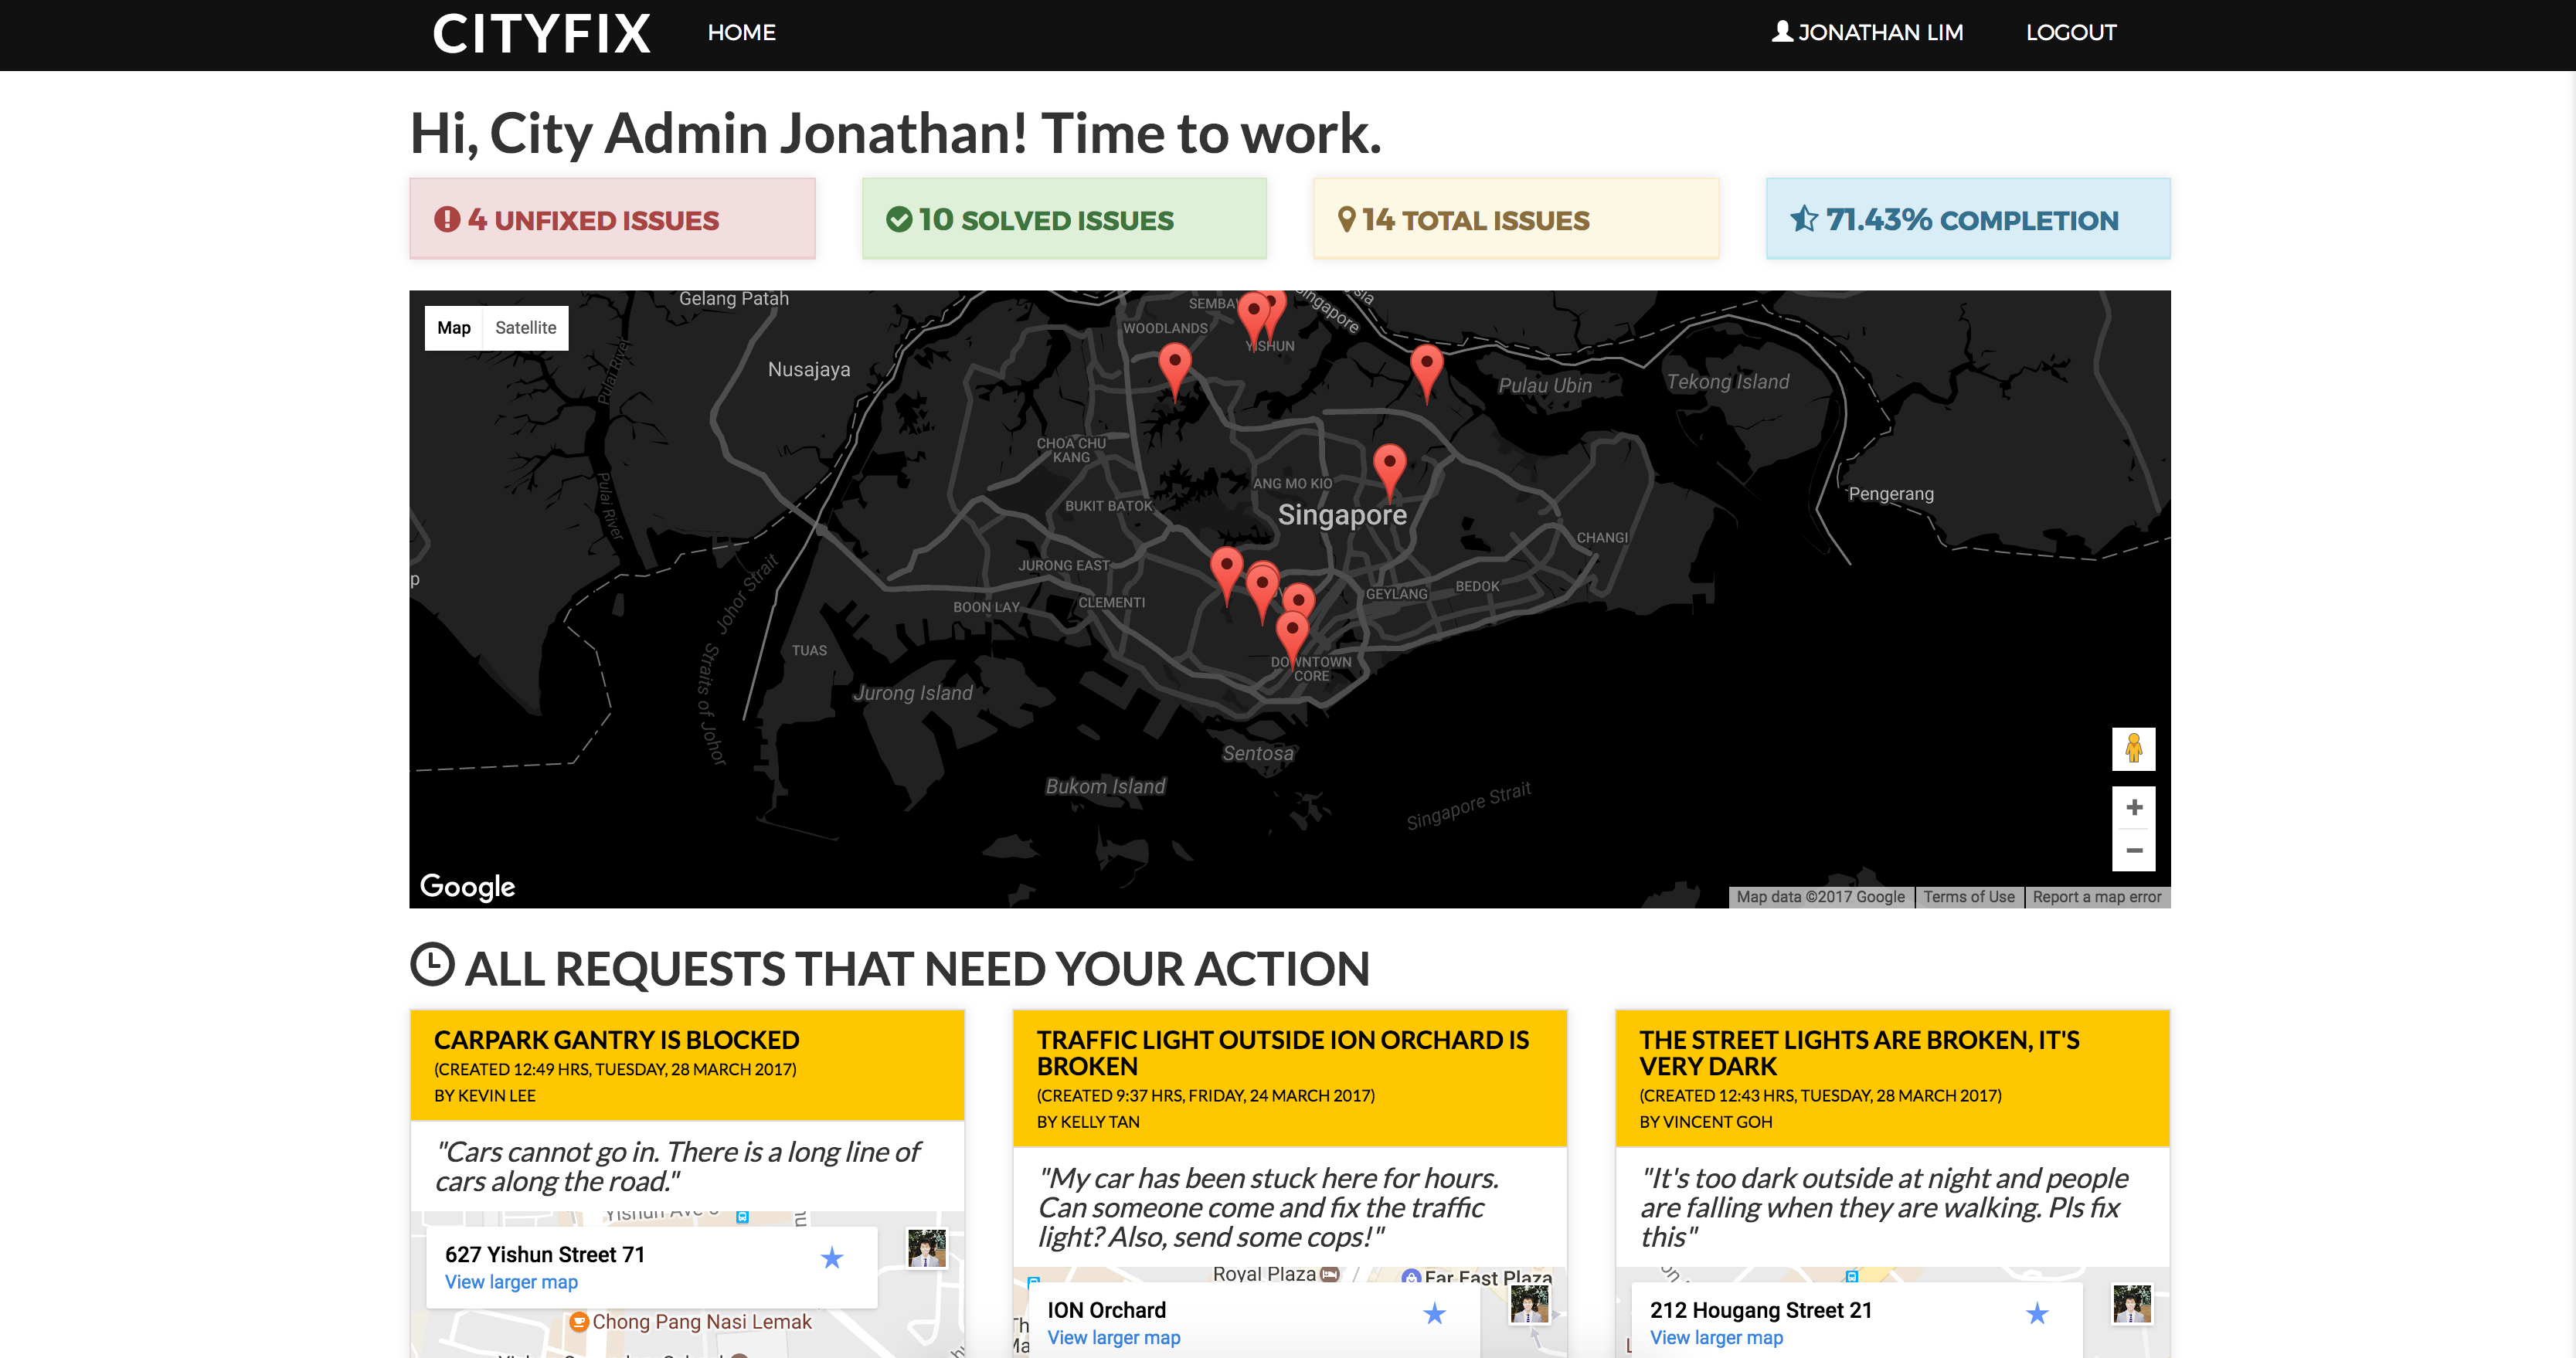 CITYFIX
HOME
JONATHAN LIM
LOGOUT
Hi, City Admin Jonathan! Time to work.
4 UNFIXED ISSUES
10 SOLVED ISSUES
14 TOTAL ISSUES
71.43% COMPLETION
Map
Satellite
Gelang Patah
Nusajaya
Pulai River
Pulai River
WOODLANDS
YISHUN
Singapore
Pulau Ubin
Tekong Island
CHOA CHU
KANG
ANG MO KIO
BUKIT BATOK
Singapore
Pengerang
CHANGI
JURONG EAST
BEDOK
GEYLANG
BOON LAY
CLEMENTI
Johor Strait
Straits of Johor
TUAS
DOWNTOWN
CORE
Jurong Island
Sentosa
Bukom Island
Singapore Strait
Google
Map data ©2017 Google
Terms of Use
Report a map error
ALL REQUESTS THAT NEED YOUR ACTION
CARPARK GANTRY IS BLOCKED
(CREATED 12:49 HRS, TUESDAY, 28 MARCH 2017)
BY KEVIN LEE
"Cars cannot go in. There is a long line of
cars along the road."
627 Yishun Street 71
View larger map
Chong Pang Nasi Lemak
TRAFFIC LIGHT OUTSIDE ION ORCHARD IS
BROKEN
(CREATED 9:37 HRS, FRIDAY, 24 MARCH 2017)
BY KELLY TAN
"My car has been stuck here for hours.
Can someone come and fix the traffic
light? Also, send some cops!"
Royal Plaza
Far East Plaza
ION Orchard
View larger map
THE STREET LIGHTS ARE BROKEN, IT'S
VERY DARK
(CREATED 12:43 HRS, TUESDAY, 28 MARCH 2017)
BY VINCENT GOH
"It's too dark outside at night and people
are falling when they are walking. Pls fix
this"
212 Hougang Street 21
View larger map